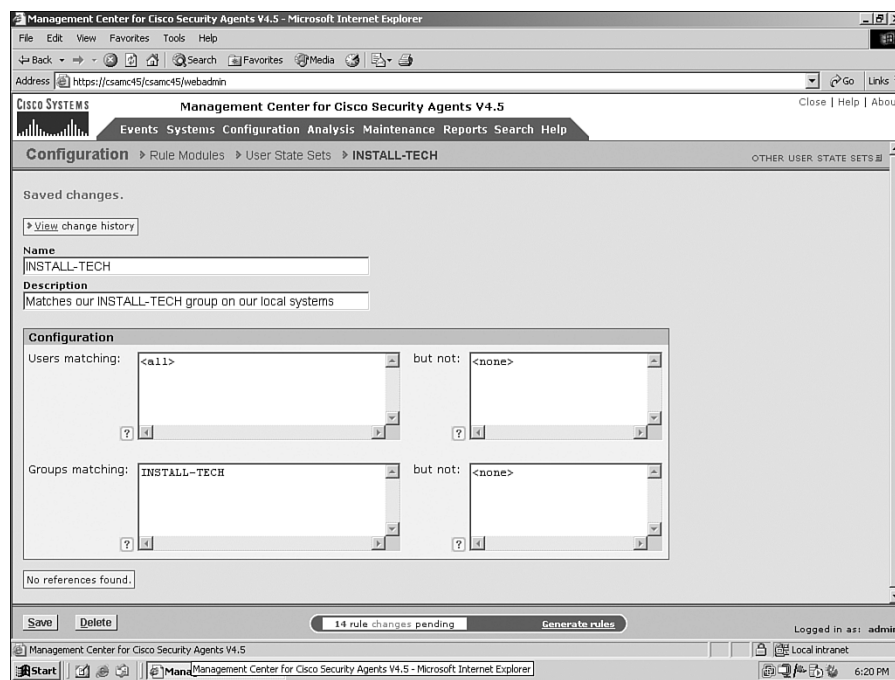 Management Center for Cisco Security Agents V4.5 - Microsoft Internet Explorer
File Edit View Favorites Tools Help
Back Search Favorites Media
Address https://csamc45/csamc45/webadmin Go Links
CISCO SYSTEMS
Management Center for Cisco Security Agents V4.5
Close | Help | Abou
Events Systems Configuration Analysis Maintenance Reports Search Help
Configuration > Rule Modules > User State Sets > INSTALL-TECH
OTHER USER STATE SETS
Saved changes.
View change history
Name
INSTALL-TECH
Description
Matches our INSTALL-TECH group on our local systems
Configuration
Users matching: <all> but not: <none>
? ?
Groups matching: INSTALL-TECH but not: <none>
? ?
No references found.
Save Delete 14 rule changes pending Generate rules
Logged in as: admin
Management Center for Cisco Security Agents V4.5 Local intranet
Start Mana Management Center for Cisco Security Agents V4.5 - Microsoft Internet Explorer 6:20 PM